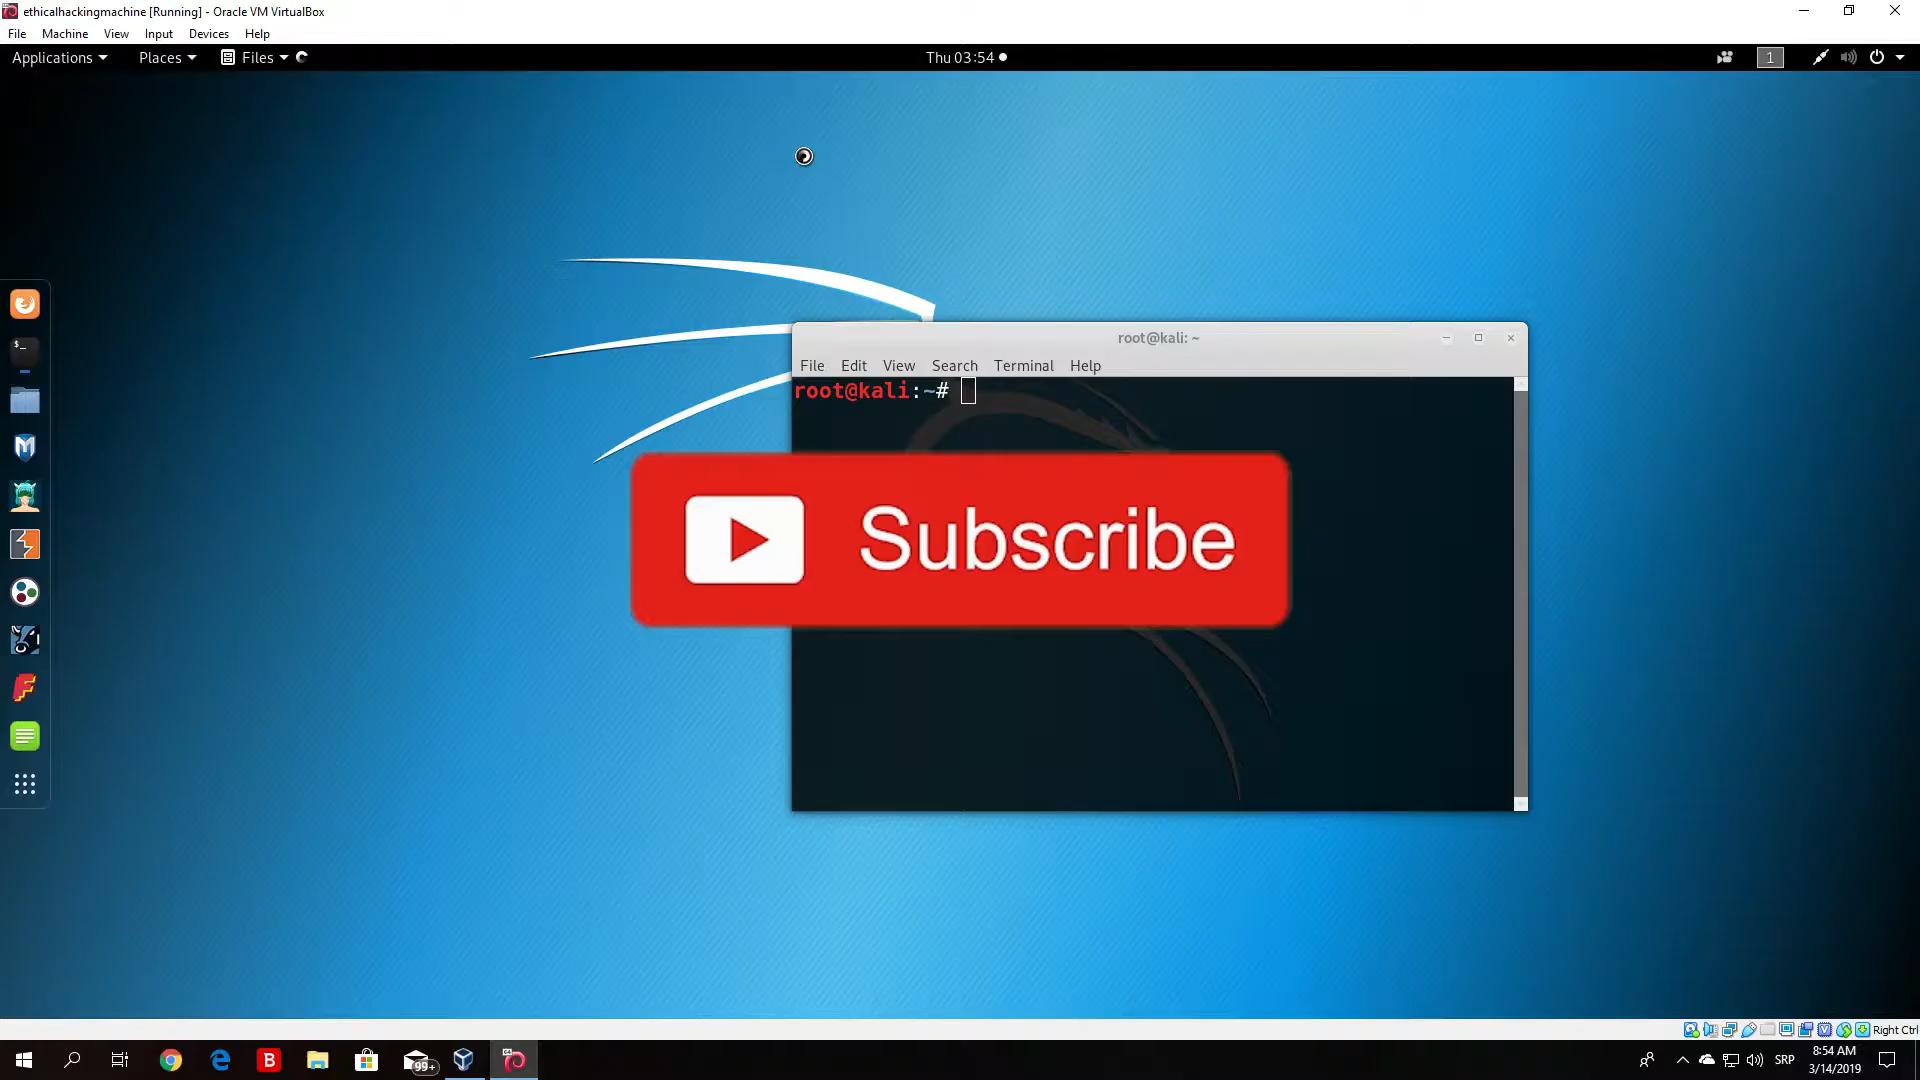 ethicalhackingmachine [Running] - Oracle VM VirtualBox
File Machine View Input Devices Help
Applications Places Files Thu 03:54 1
root@kali: ~
File Edit View Search Terminal Help
root@kali:~#
Subscribe
Right Ctrl
99+ SRP 8:54 AM
3/14/2019